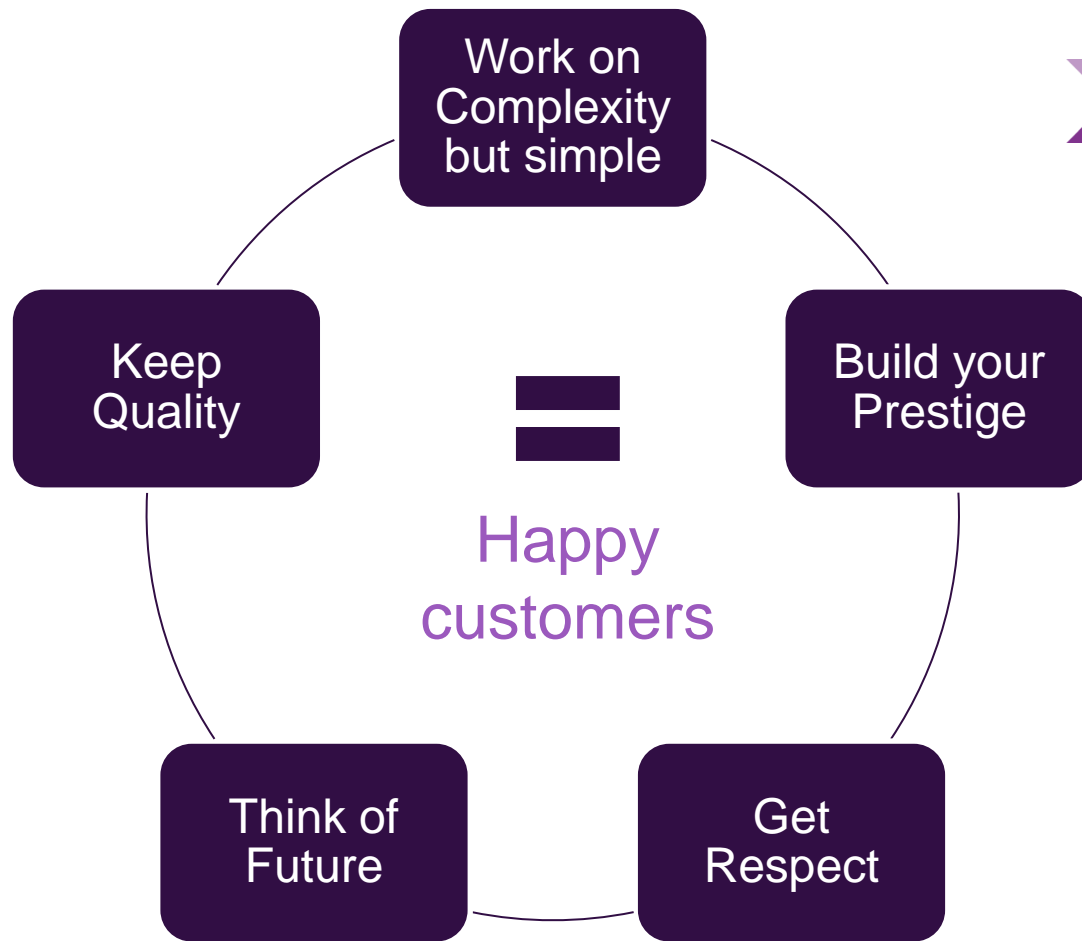 Work on
Complexity
but simple
Keep
Quality
Build your
Prestige
=
Happy
customers
Think of
Future
Get
Respect